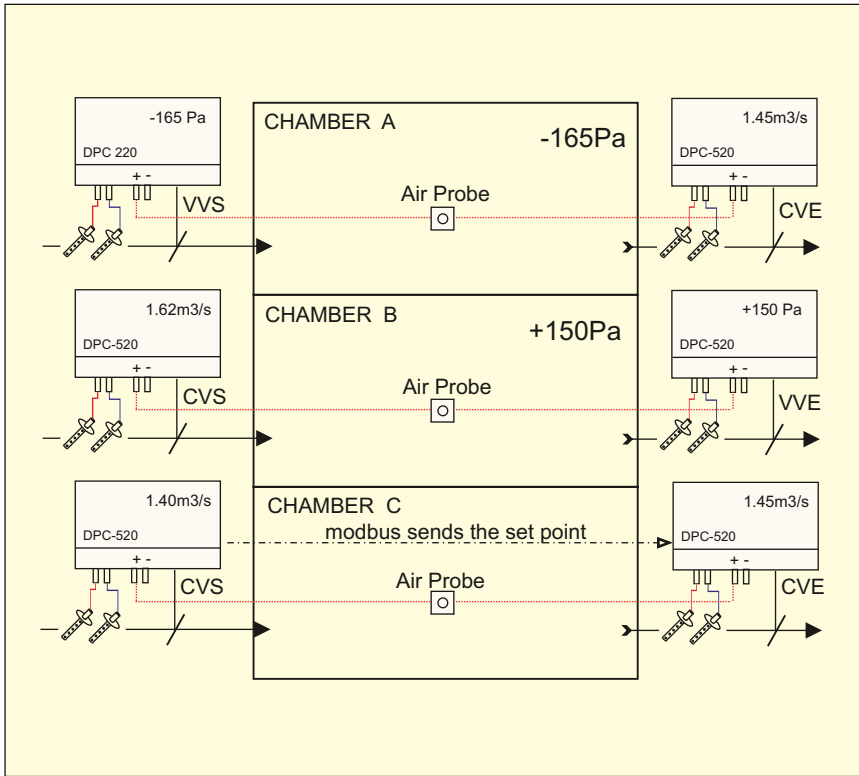 -165 Pa
DPC 220
+ -
VVS
CHAMBER A
-165Pa
Air Probe
1.45m3/s
DPC-520
+ -
CVE
1.62m3/s
DPC-520
+ -
CVS
CHAMBER B
+150Pa
Air Probe
+150 Pa
DPC-520
+ -
VVE
1.40m3/s
DPC-520
+ -
CVS
CHAMBER C
modbus sends the set point
Air Probe
1.45m3/s
DPC-520
+ -
CVE